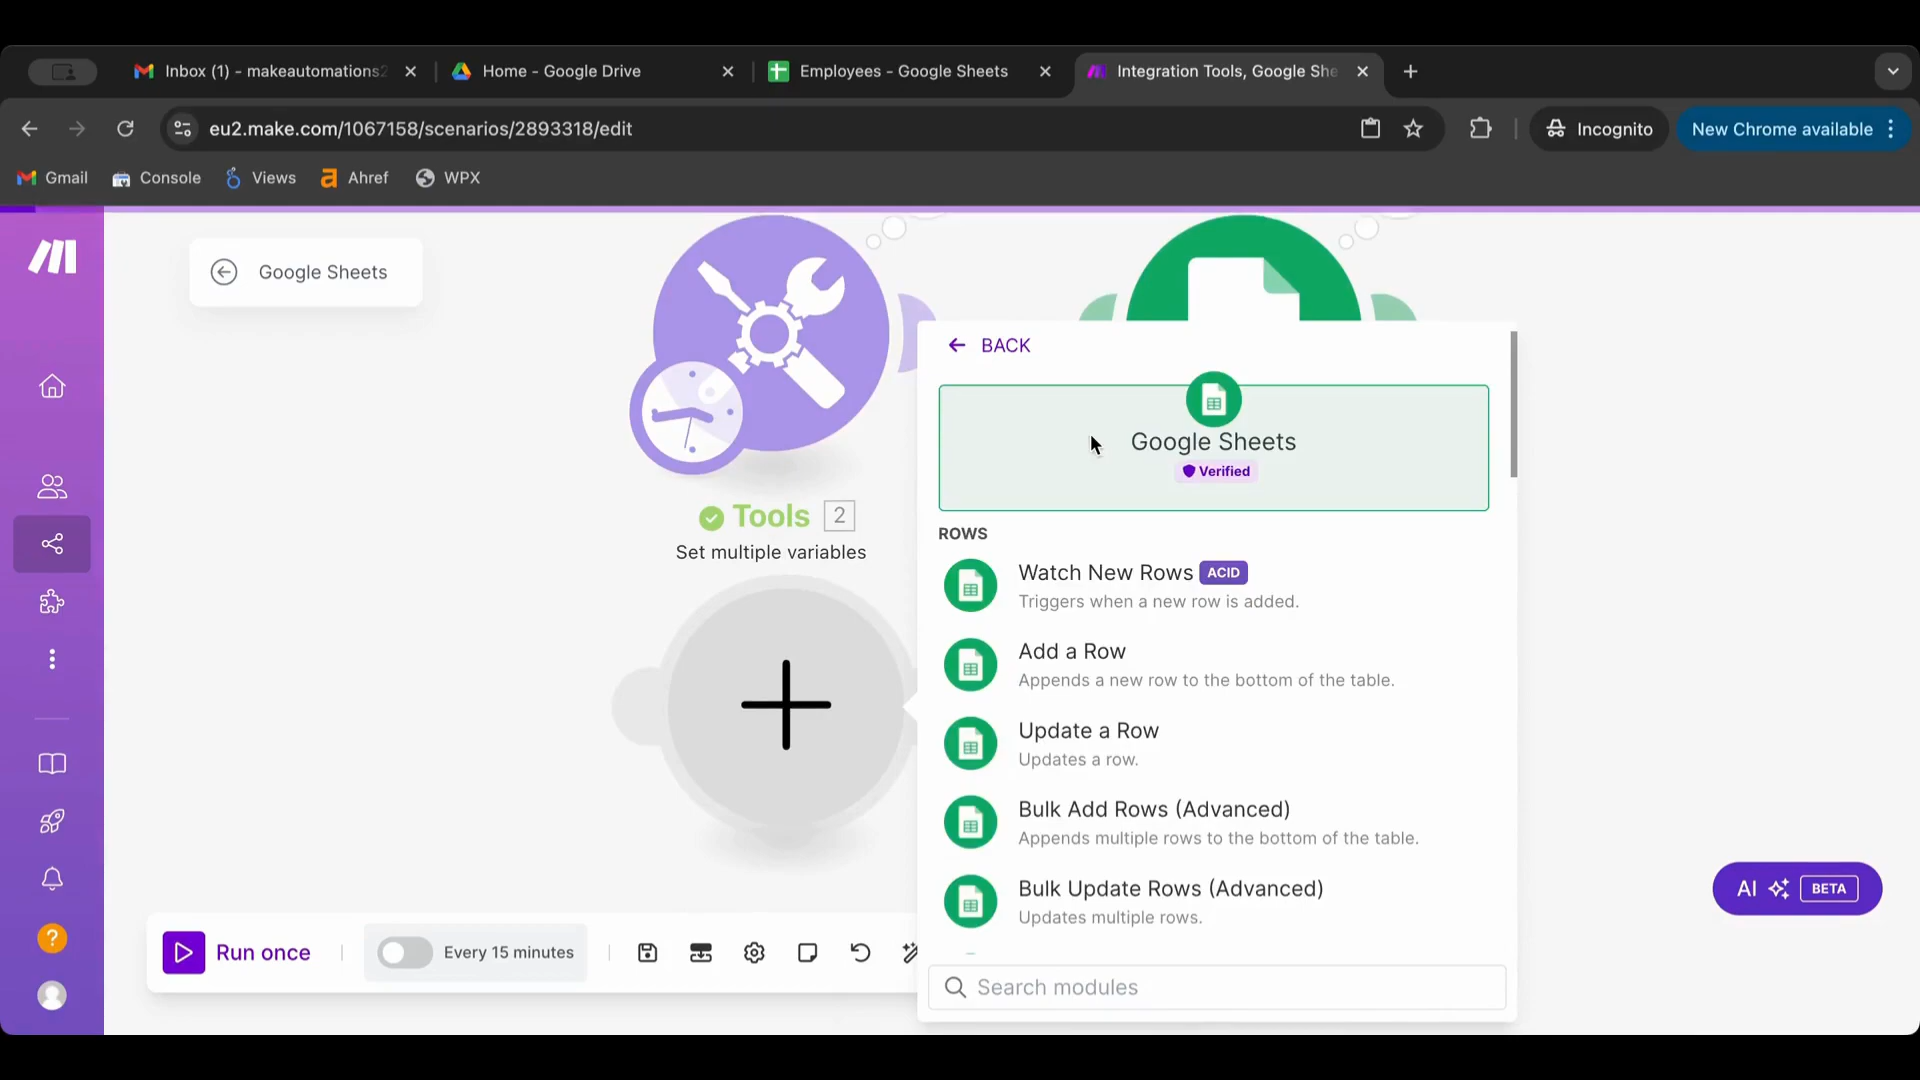 Inbox (1) - makeautomations2
Home - Google Drive
Employees - Google Sheets
Integration Tools, Google She
eu2.make.com/1067158/scenarios/2893318/edit
Incognito
New Chrome available
Gmail
Console
Views
Ahref
WPX
Google Sheets
BACK
Google Sheets
Verified
Tools 2
Set multiple variables
ROWS
Watch New Rows ACID
Triggers when a new row is added.
Add a Row
Appends a new row to the bottom of the table.
Update a Row
Updates a row.
Bulk Add Rows (Advanced)
Appends multiple rows to the bottom of the table.
Bulk Update Rows (Advanced)
Updates multiple rows.
AI BETA
Run once
Every 15 minutes
Search modules